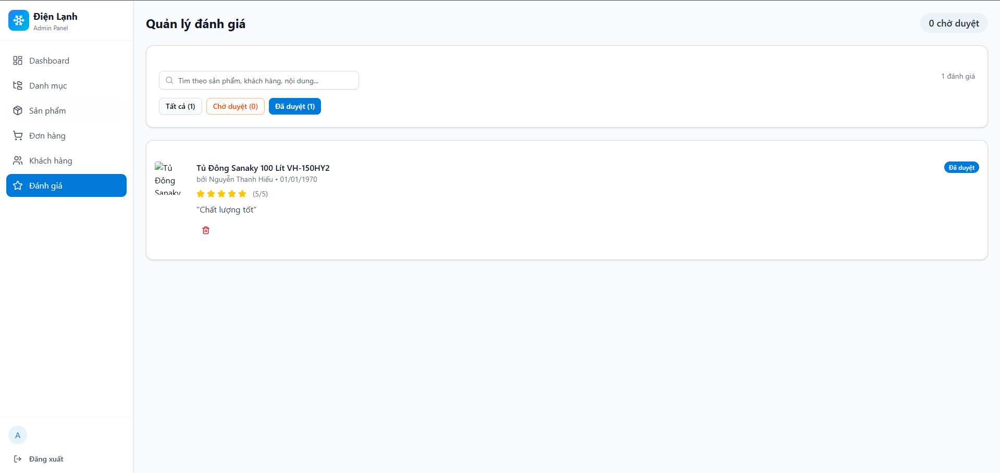 Điện Lạnh
Admin Panel
Dashboard
Danh mục
Sản phẩm
Đơn hàng
Khách hàng
Đánh giá
A
Đăng xuất
Quản lý đánh giá
0 chờ duyệt
Tìm theo sản phẩm, khách hàng, nội dung...
1 đánh giá
Tất cả (1)
Chờ duyệt (0)
Đã duyệt (1)
Tủ
Đông
Sanaky
Tủ Đông Sanaky 100 Lít VH-150HY2
Đã duyệt
bởi Nguyễn Thanh Hiếu • 01/01/1970
(5/5)
"Chất lượng tốt"